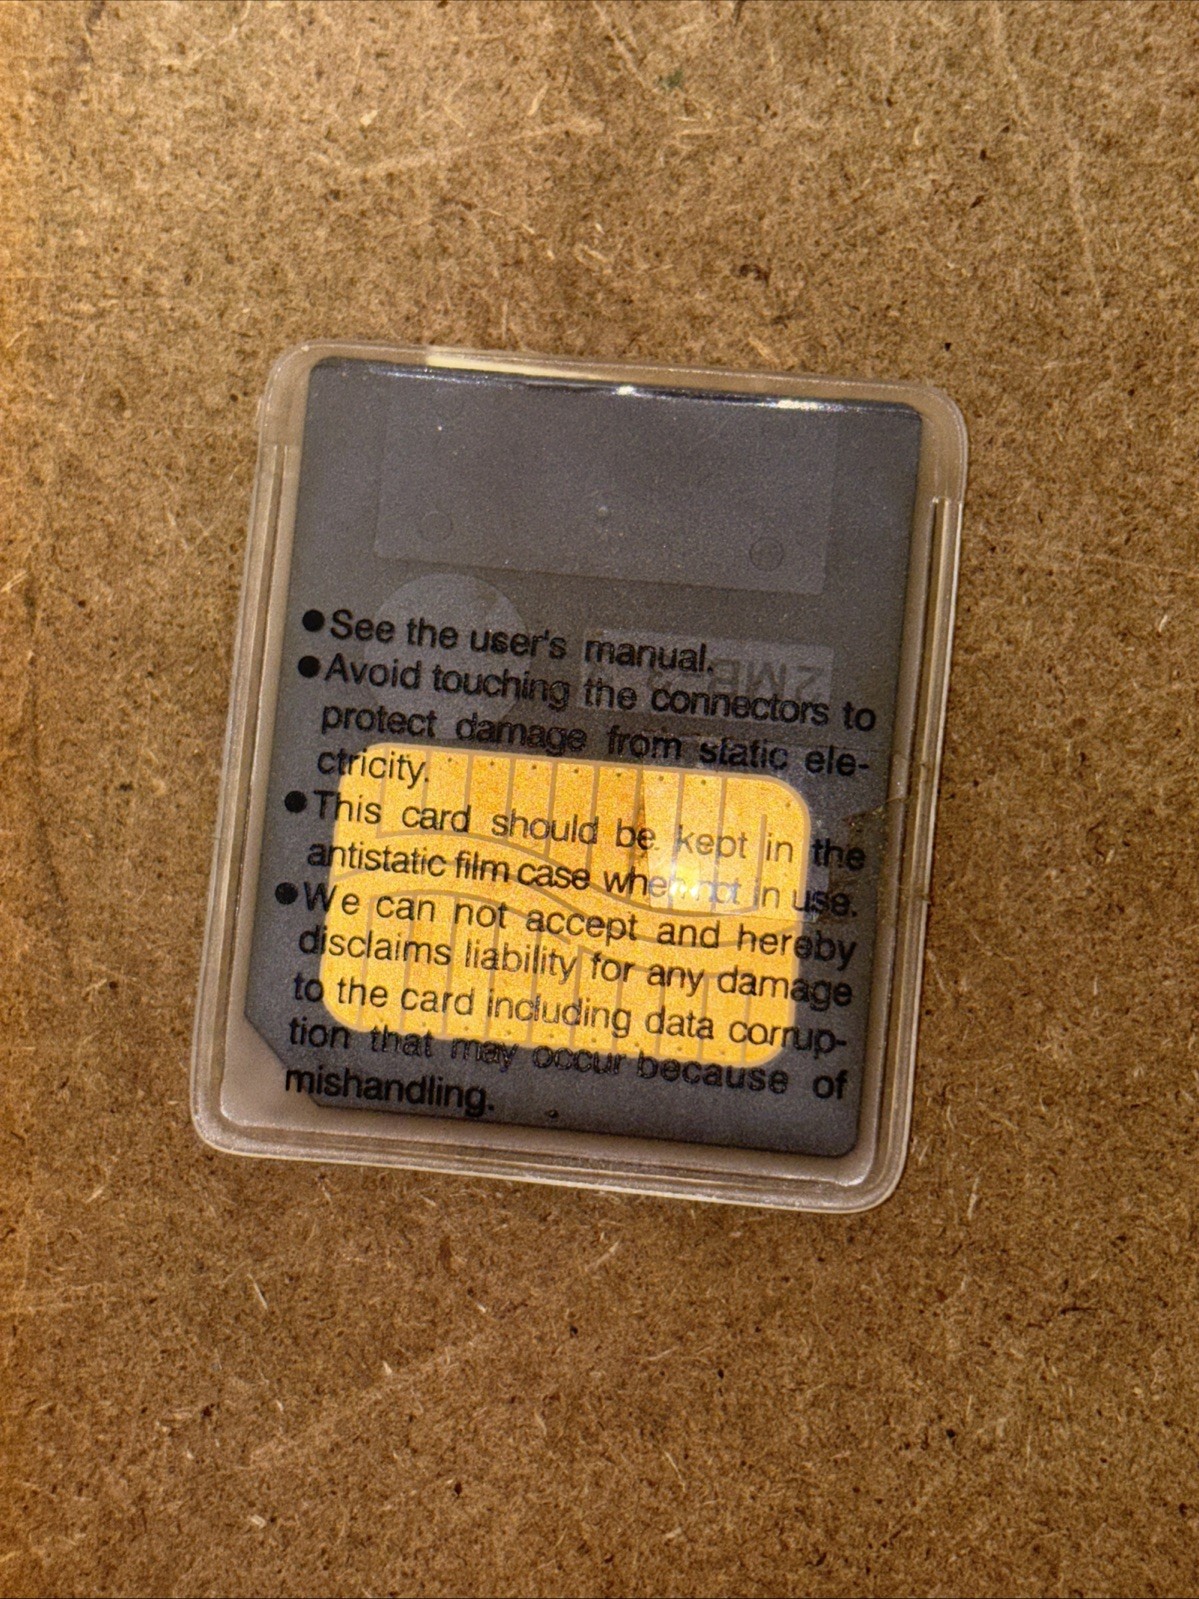 ●See the user's manual.
●Avoid touching the connectors to
protect damage from static ele-
ctricity.
●This card should be kept in the
antistatic film case when not in use.
●We can not accept and hereby
disclaims liability for any damage
to the card including data corrup-
tion that may occur because of
mishandling.